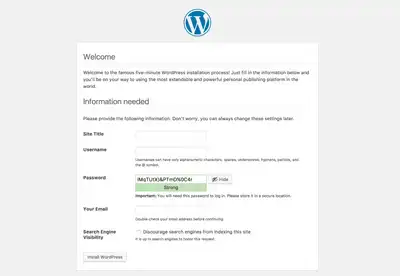 Welcome
Welcome to the famous five-minute WordPress installation process! Just fill in the information below and
you'll be on your way to using the most extendable and powerful personal publishing platform in the
world.
Information needed
Please provide the following information. Don't worry, you can always change these settings later.
Site Title
Username
Usernames can have only alphanumeric characters, spaces, underscores, hyphens, periods, and
the @ symbol.
Password
Hide
Strong
Important: You will need this password to log in. Please store it in a secure location.
Your Email
Double-check your email address before continuing.
Search Engine
Visibility
Discourage search engines from indexing this site
It is up to search engines to honor this request.
Install WordPress